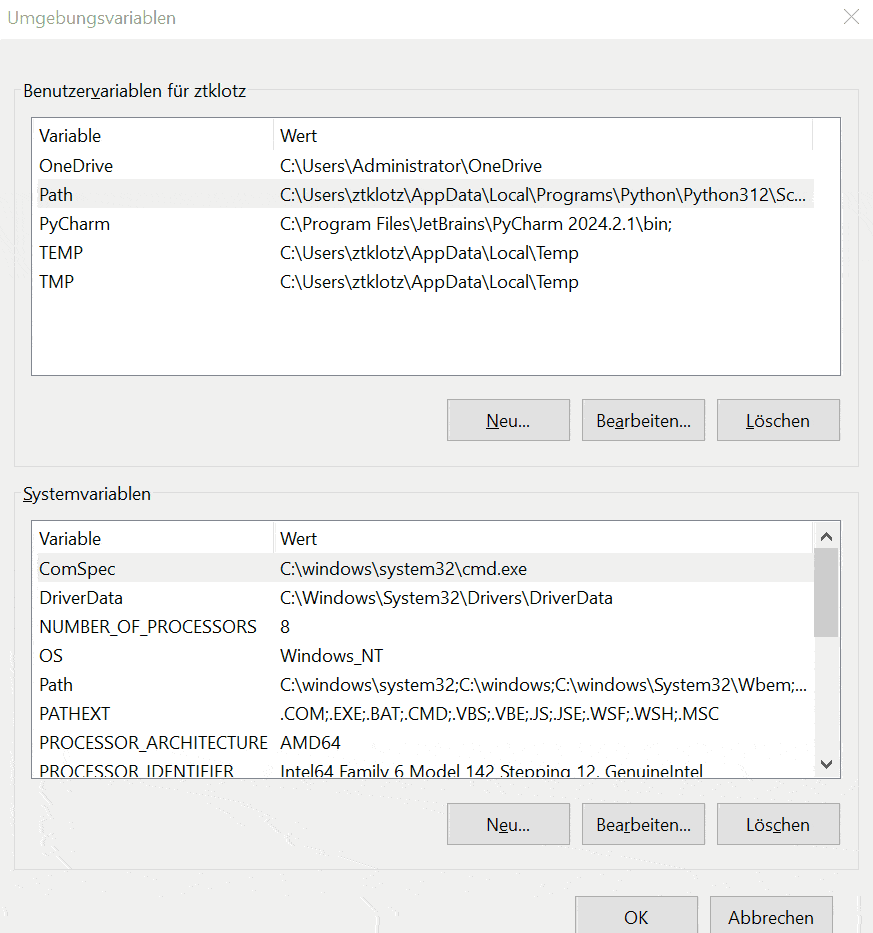 Umgebungsvariablen
Benutzervariablen für ztklotz
Variable Wert
OneDrive C:\Users\Administrator\OneDrive
Path C:\Users\ztklotz\AppData\Local\Programs\Python\Python312\Sc...
PyCharm C:\Program Files\JetBrains\PyCharm 2024.2.1\bin;
TEMP C:\Users\ztklotz\AppData\Local\Temp
TMP C:\Users\ztklotz\AppData\Local\Temp
Neu... Bearbeiten... Löschen
Systemvariablen
Variable Wert
ComSpec C:\windows\system32\cmd.exe
DriverData C:\Windows\System32\Drivers\DriverData
NUMBER_OF_PROCESSORS 8
OS Windows_NT
Path C:\windows\system32;C:\windows;C:\windows\System32\Wbem;...
PATHEXT .COM;.EXE;.BAT;.CMD;.VBS;.VBE;.JS;.JSE;.WSF;.WSH;.MSC
PROCESSOR_ARCHITECTURE AMD64
PROCESSOR_IDENTIFIER Intel64 Family 6 Model 142 Stepping 12, GenuineIntel
Neu... Bearbeiten... Löschen
OK Abbrechen